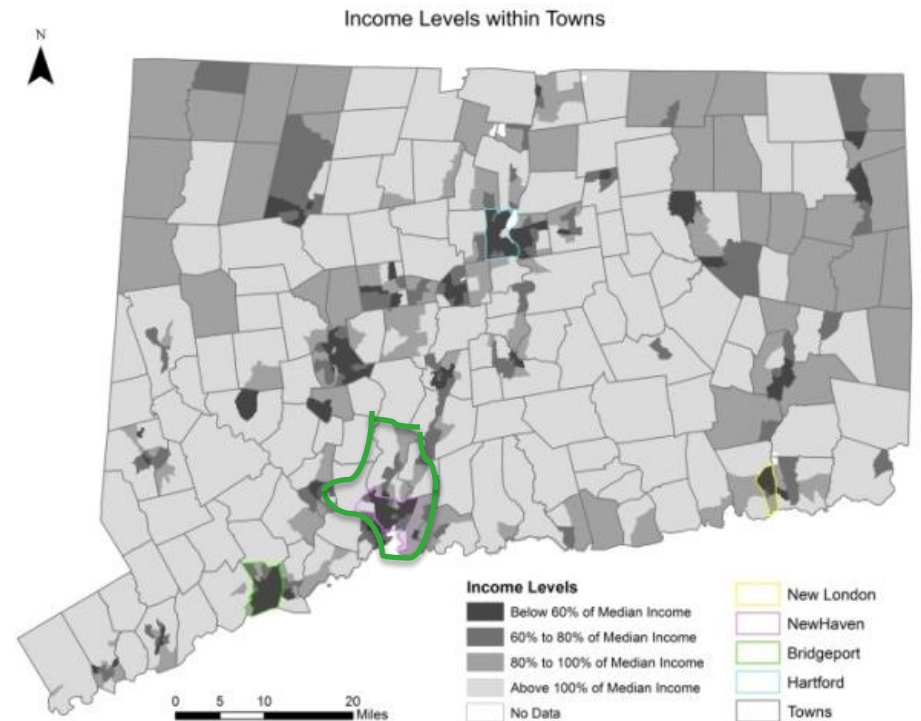 Income Levels within Towns
N
Income Levels
Below 60% of Median Income
60% to 80% of Median Income
80% to 100% of Median Income
Above 100% of Median Income
No Data
New London
NewHaven
Bridgeport
Hartford
Towns
0 5 10 20
Miles